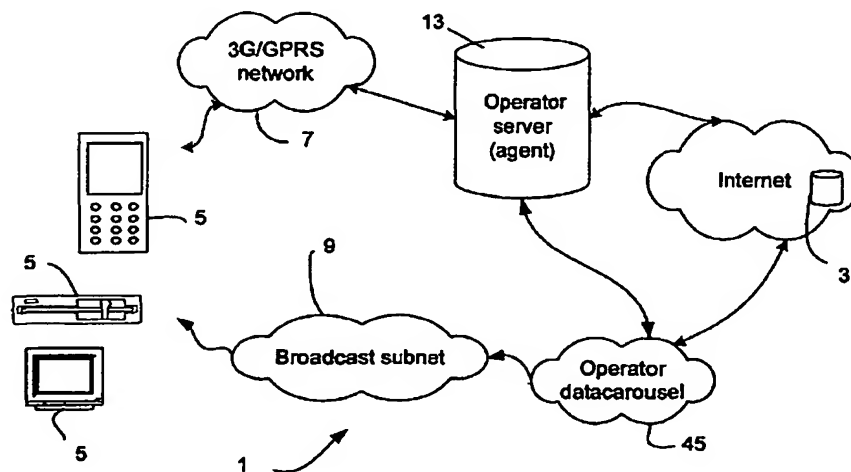 13
3G/GPRS
network
Operator
server
(agent)
7
Internet
3
5
5
9
Broadcast subnet
Operator
datacarousel
5
1
45